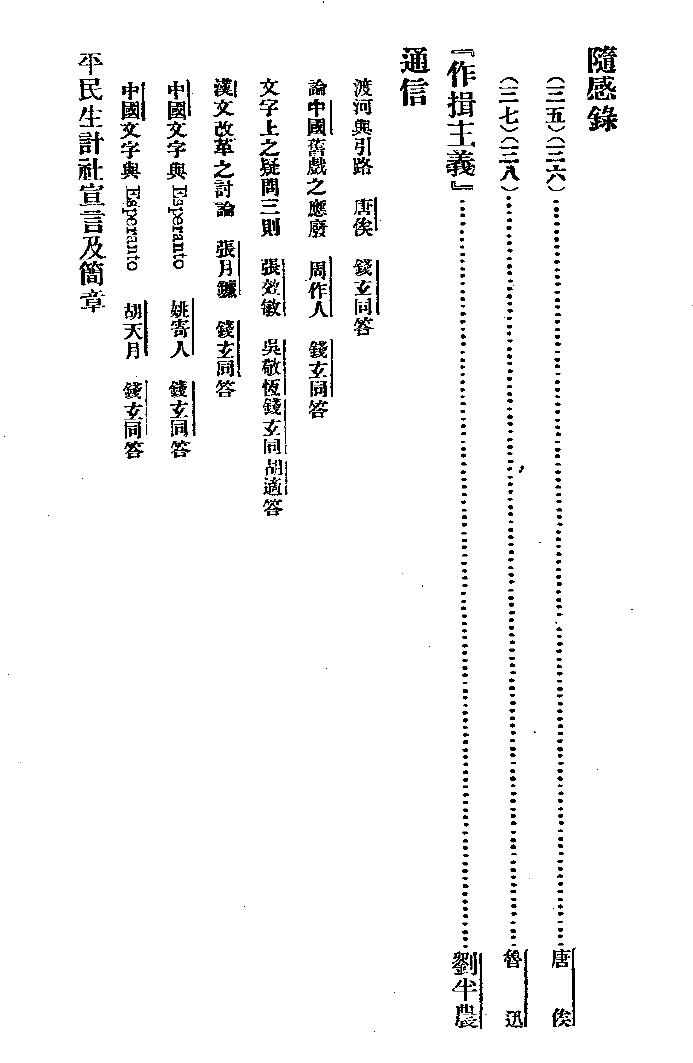 隨感錄
（三五）（三六）……………唐俟
（三七）（三八）……………魯迅
『作揖主義』……………劉半農
通信
渡河與引路　唐俟　錢玄同答
論中國舊戲之應廢　周作人　錢玄同答
文字上之疑問三則　張效敏　吳敬恆錢玄同胡適答
漢文改革之討論　張月鐮　錢玄同答
中國文字與Esperanto　姚寄人　錢玄同答
中國文字與Esperanto　胡天月　錢玄同答
平民生計社宣言及簡章